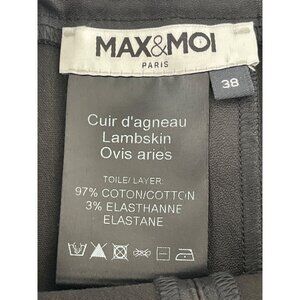 MAX&MOI
PARIS
38
Cuir d'agneau
Lambskin
Ovis aries
TOILE/ LAYER:
97% COTON/COTTON
3% ELASTHANNE
ELASTANE